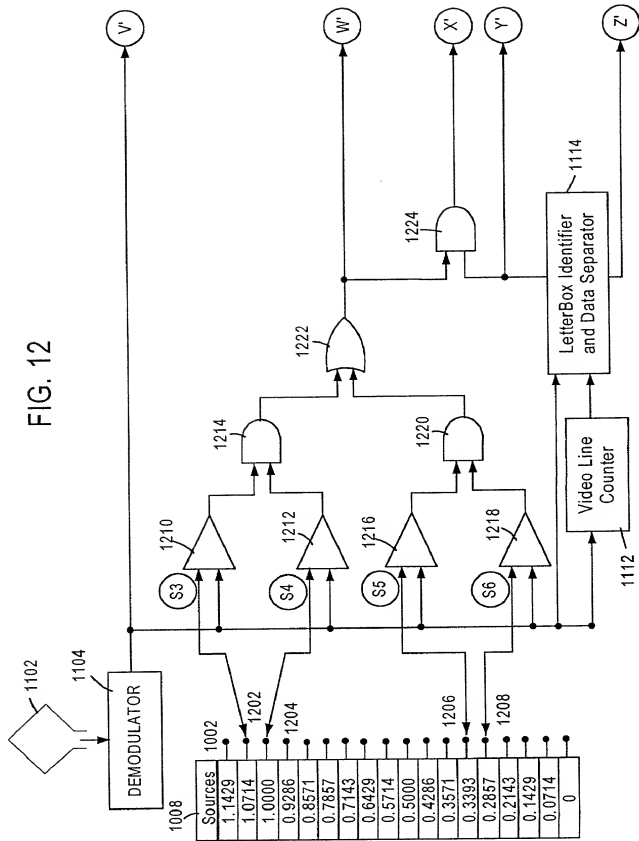 FIG. 12
1102
1104
DEMODULATOR
V'
W'
X'
Y'
Z'
1008
Sources
1002
1.1429
1.0714
1.0000
0.9286
0.8571
0.7857
0.7143
0.6429
0.5714
0.5000
0.4286
0.3571
0.3393
0.2857
0.2143
0.1429
0.0714
0
1202
1204
1206
1208
S3
S4
S5
S6
1210
1212
1216
1218
1214
1220
1222
1224
Video Line
Counter
1112
LetterBox Identifier
and Data Separator
1114